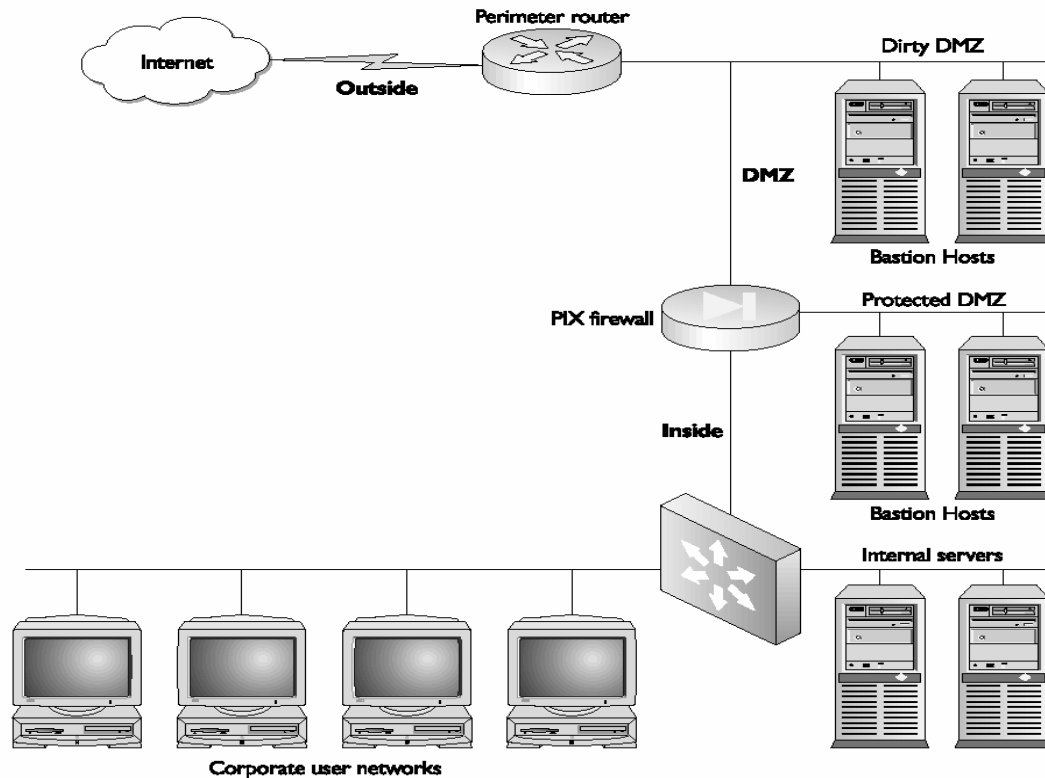 Perimeter router
Internet
Outside
Dirty DMZ
DMZ
Bastion Hosts
PIX firewall
Protected DMZ
Inside
Bastion Hosts
Internal servers
Corporate user networks